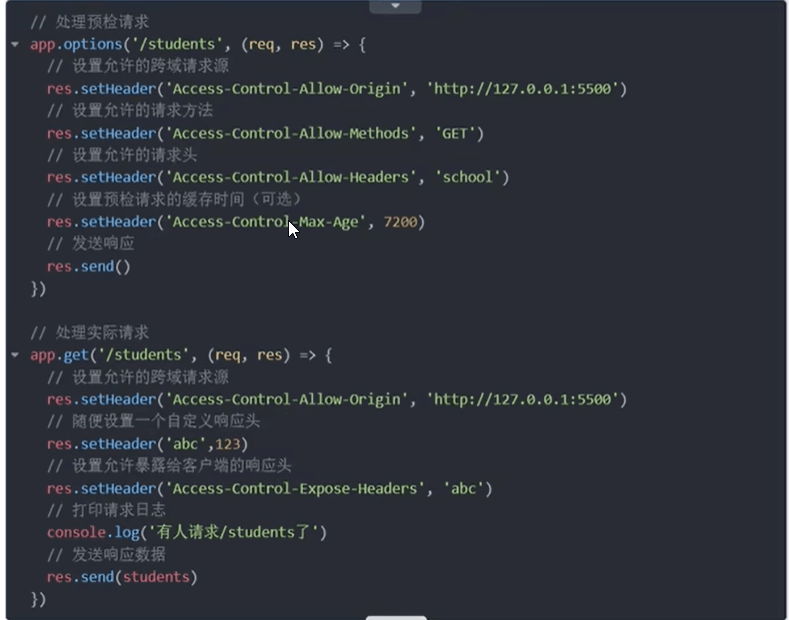 // 处理预检请求
app.options('/students', (req, res) => {
// 设置允许的跨域请求源
res.setHeader('Access-Control-Allow-Origin', 'http://127.0.0.1:5500')
// 设置允许的请求方法
res.setHeader('Access-Control-Allow-Methods', 'GET')
// 设置允许的请求头
res.setHeader('Access-Control-Allow-Headers', 'school')
// 设置预检请求的缓存时间（可选）
res.setHeader('Access-Control-Max-Age', 7200)
// 发送响应
res.send()
})
// 处理实际请求
app.get('/students', (req, res) => {
// 设置允许的跨域请求源
res.setHeader('Access-Control-Allow-Origin', 'http://127.0.0.1:5500')
// 随便设置一个自定义响应头
res.setHeader('abc',123)
// 设置允许暴露给客户端的响应头
res.setHeader('Access-Control-Expose-Headers', 'abc')
// 打印请求日志
console.log('有人请求/students了')
// 发送响应数据
res.send(students)
})